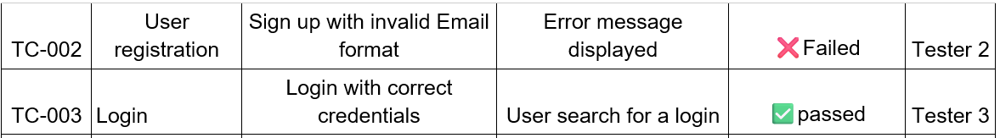 TC-002 User registration Sign up with invalid Email format Error message displayed ❌ Failed Tester 2
TC-003 Login Login with correct credentials User search for a login ✅ passed Tester 3